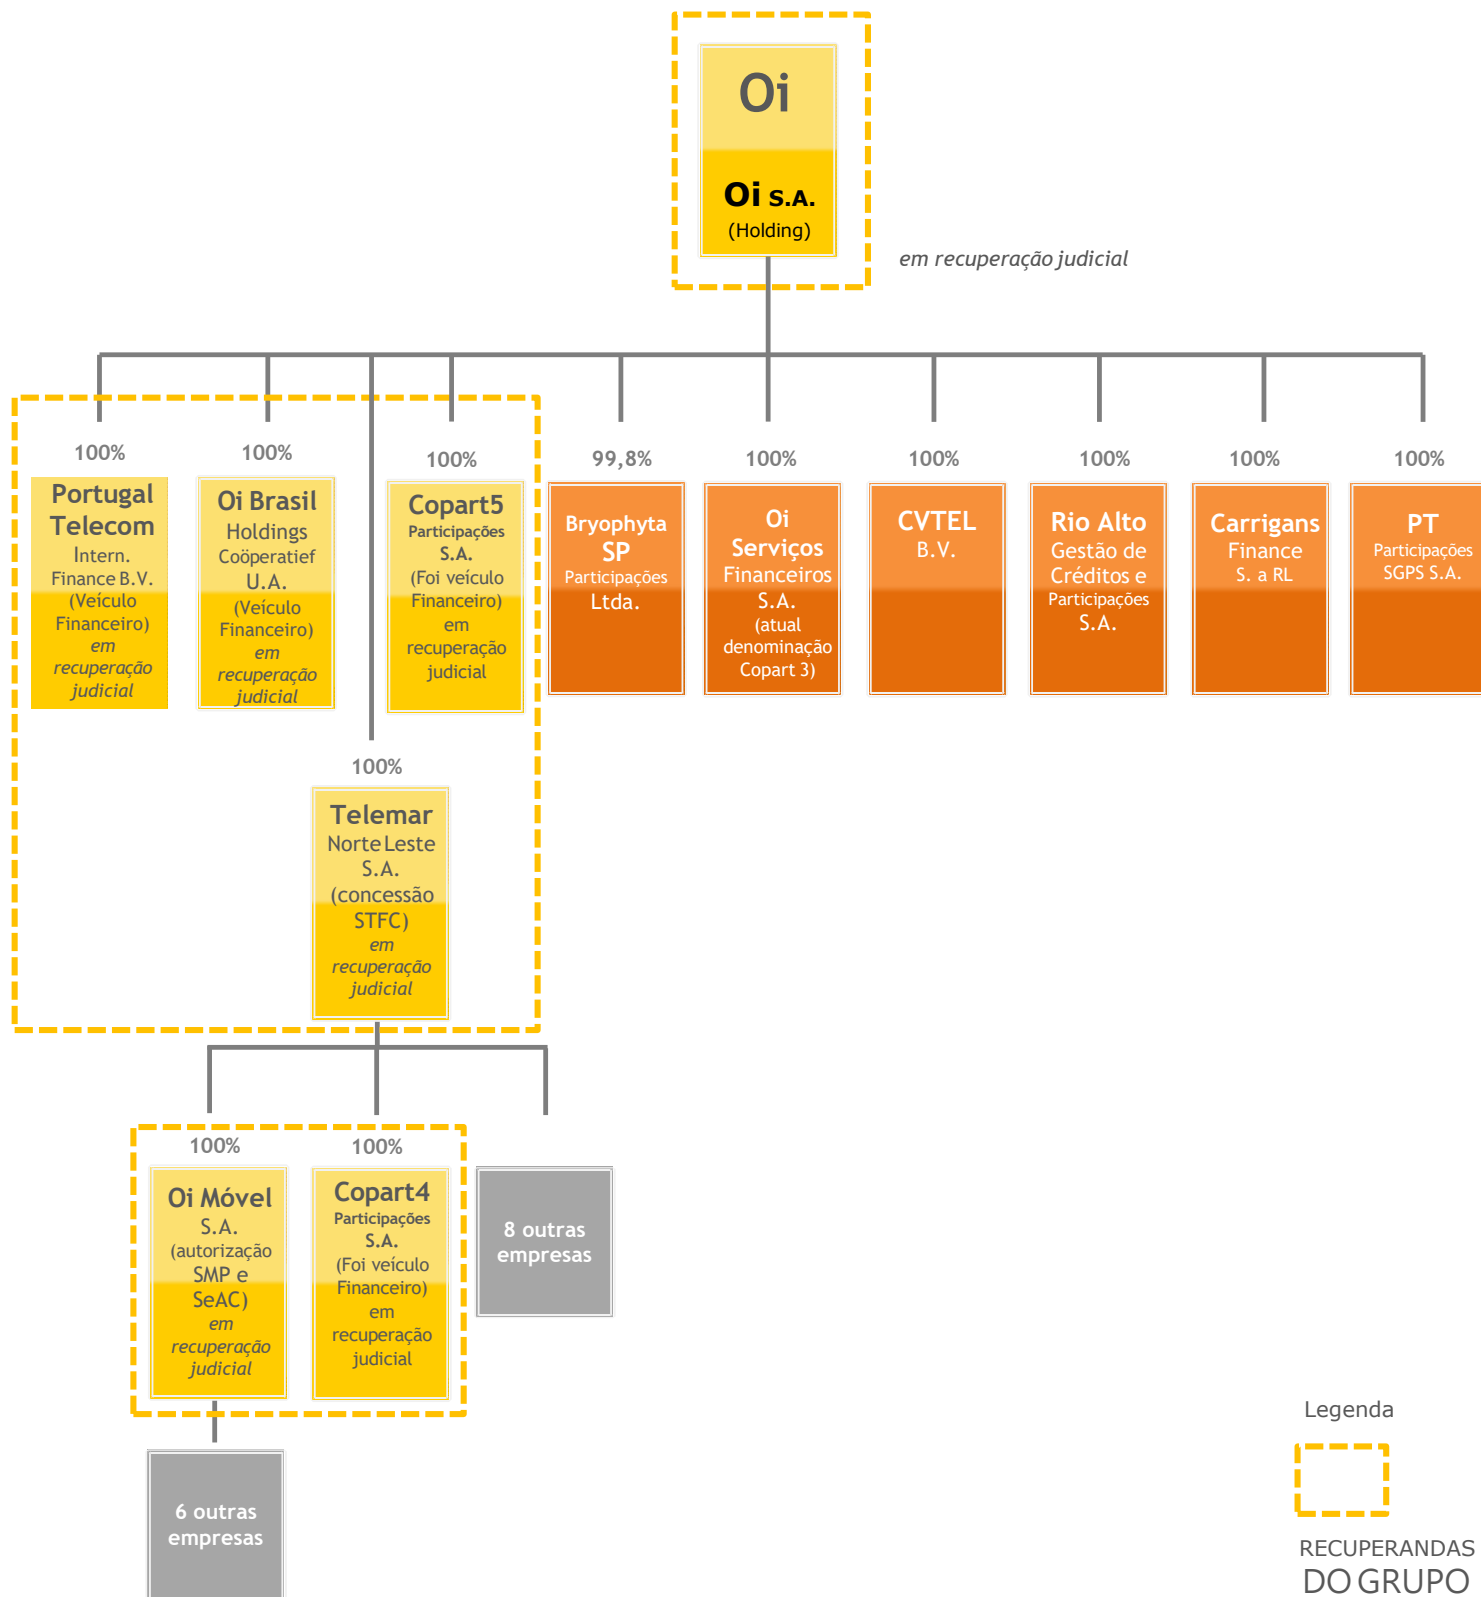 Oi
Oi S.A.
(Holding)
em recuperação judicial
100%
Portugal
Telecom
Intern.
Finance B.V.
(Veículo
Financeiro)
em
recuperação
judicial
100%
Oi Brasil
Holdings
Coöperatief
U.A.
(Veículo
Financeiro)
em
recuperação
judicial
100%
Copart5
Participações
S.A.
(Foi veículo
Financeiro)
em
recuperação
judicial
99,8%
Bryophyta
SP
Participações
Ltda.
100%
Oi
Serviços
Financeiros
S.A.
(atual
denominação
Copart 3)
100%
CVTEL
B.V.
100%
Rio Alto
Gestão de
Créditos e
Participações
S.A.
100%
Carrigans
Finance
S. a RL
100%
PT
Participações
SGPS S.A.
100%
Telemar
Norte Leste
S.A.
(concessão
STFC)
em
recuperação
judicial
100%
Oi Móvel
S.A.
(autorização
SMP e
SeAC)
em
recuperação
judicial
100%
Copart4
Participações
S.A.
(Foi veículo
Financeiro)
em
recuperação
judicial
8 outras
empresas
6 outras
empresas
Legenda
RECUPERANDAS
DO GRUPO